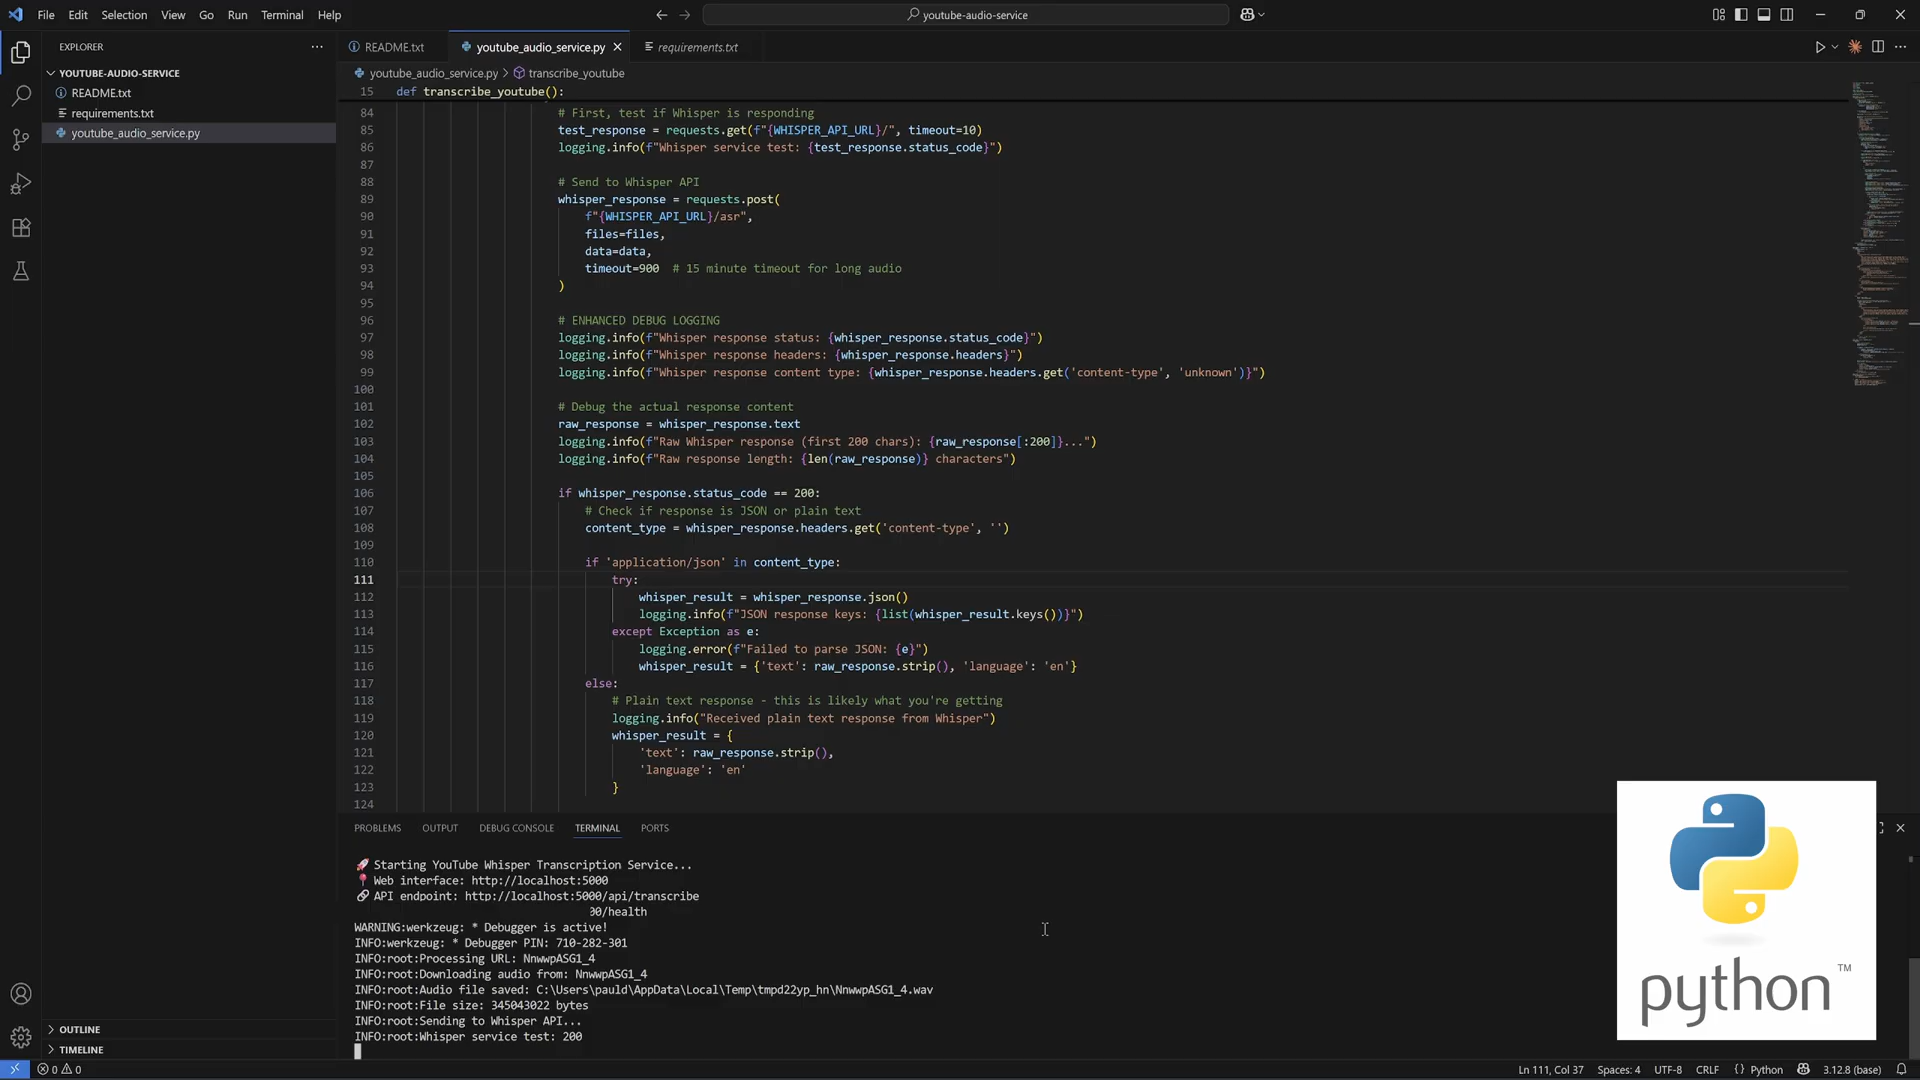 File Edit Selection View Go Run Terminal Help
youtube-audio-service
EXPLORER
YOUTUBE-AUDIO-SERVICE
README.txt
requirements.txt
youtube_audio_service.py
OUTLINE
TIMELINE
README.txt youtube_audio_service.py requirements.txt
youtube_audio_service.py > transcribe_youtube
15 def transcribe_youtube():
84 # First, test if Whisper is responding
85 test_response = requests.get(f"{WHISPER_API_URL}/", timeout=10)
86 logging.info(f"Whisper service test: {test_response.status_code}")
87
88 # Send to Whisper API
89 whisper_response = requests.post(
90 f"{WHISPER_API_URL}/asr",
91 files=files,
92 data=data,
93 timeout=900 # 15 minute timeout for long audio
94 )
95
96 # ENHANCED DEBUG LOGGING
97 logging.info(f"Whisper response status: {whisper_response.status_code}")
98 logging.info(f"Whisper response headers: {whisper_response.headers}")
99 logging.info(f"Whisper response content type: {whisper_response.headers.get('content-type', 'unknown')}")
100
101 # Debug the actual response content
102 raw_response = whisper_response.text
103 logging.info(f"Raw Whisper response (first 200 chars): {raw_response[:200]}...")
104 logging.info(f"Raw response length: {len(raw_response)} characters")
105
106 if whisper_response.status_code == 200:
107 # Check if response is JSON or plain text
108 content_type = whisper_response.headers.get('content-type', '')
109
110 if 'application/json' in content_type:
111 try:
112 whisper_result = whisper_response.json()
113 logging.info(f"JSON response keys: {list(whisper_result.keys())}")
114 except Exception as e:
115 logging.error(f"Failed to parse JSON: {e}")
116 whisper_result = {'text': raw_response.strip(), 'language': 'en'}
117 else:
118 # Plain text response - this is likely what you're getting
119 logging.info("Received plain text response from Whisper")
120 whisper_result = {
121 'text': raw_response.strip(),
122 'language': 'en'
123 }
124
PROBLEMS OUTPUT DEBUG CONSOLE TERMINAL PORTS
🚀 Starting YouTube Whisper Transcription Service...
📍 Web interface: http://localhost:5000
🔗 API endpoint: http://localhost:5000/api/transcribe
00/health
WARNING:werkzeug: * Debugger is active!
INFO:werkzeug: * Debugger PIN: 710-282-301
INFO:root:Processing URL: NnwwpASG1_4
INFO:root:Downloading audio from: NnwwpASG1_4
INFO:root:Audio file saved: C:\Users\pauld\AppData\Local\Temp\tmpd22yp_hn\NnwwpASG1_4.wav
INFO:root:File size: 345043022 bytes
INFO:root:Sending to Whisper API...
INFO:root:Whisper service test: 200
python™
0 0
Ln 111, Col 37 Spaces: 4 UTF-8 CRLF {} Python 3.12.8 (base)